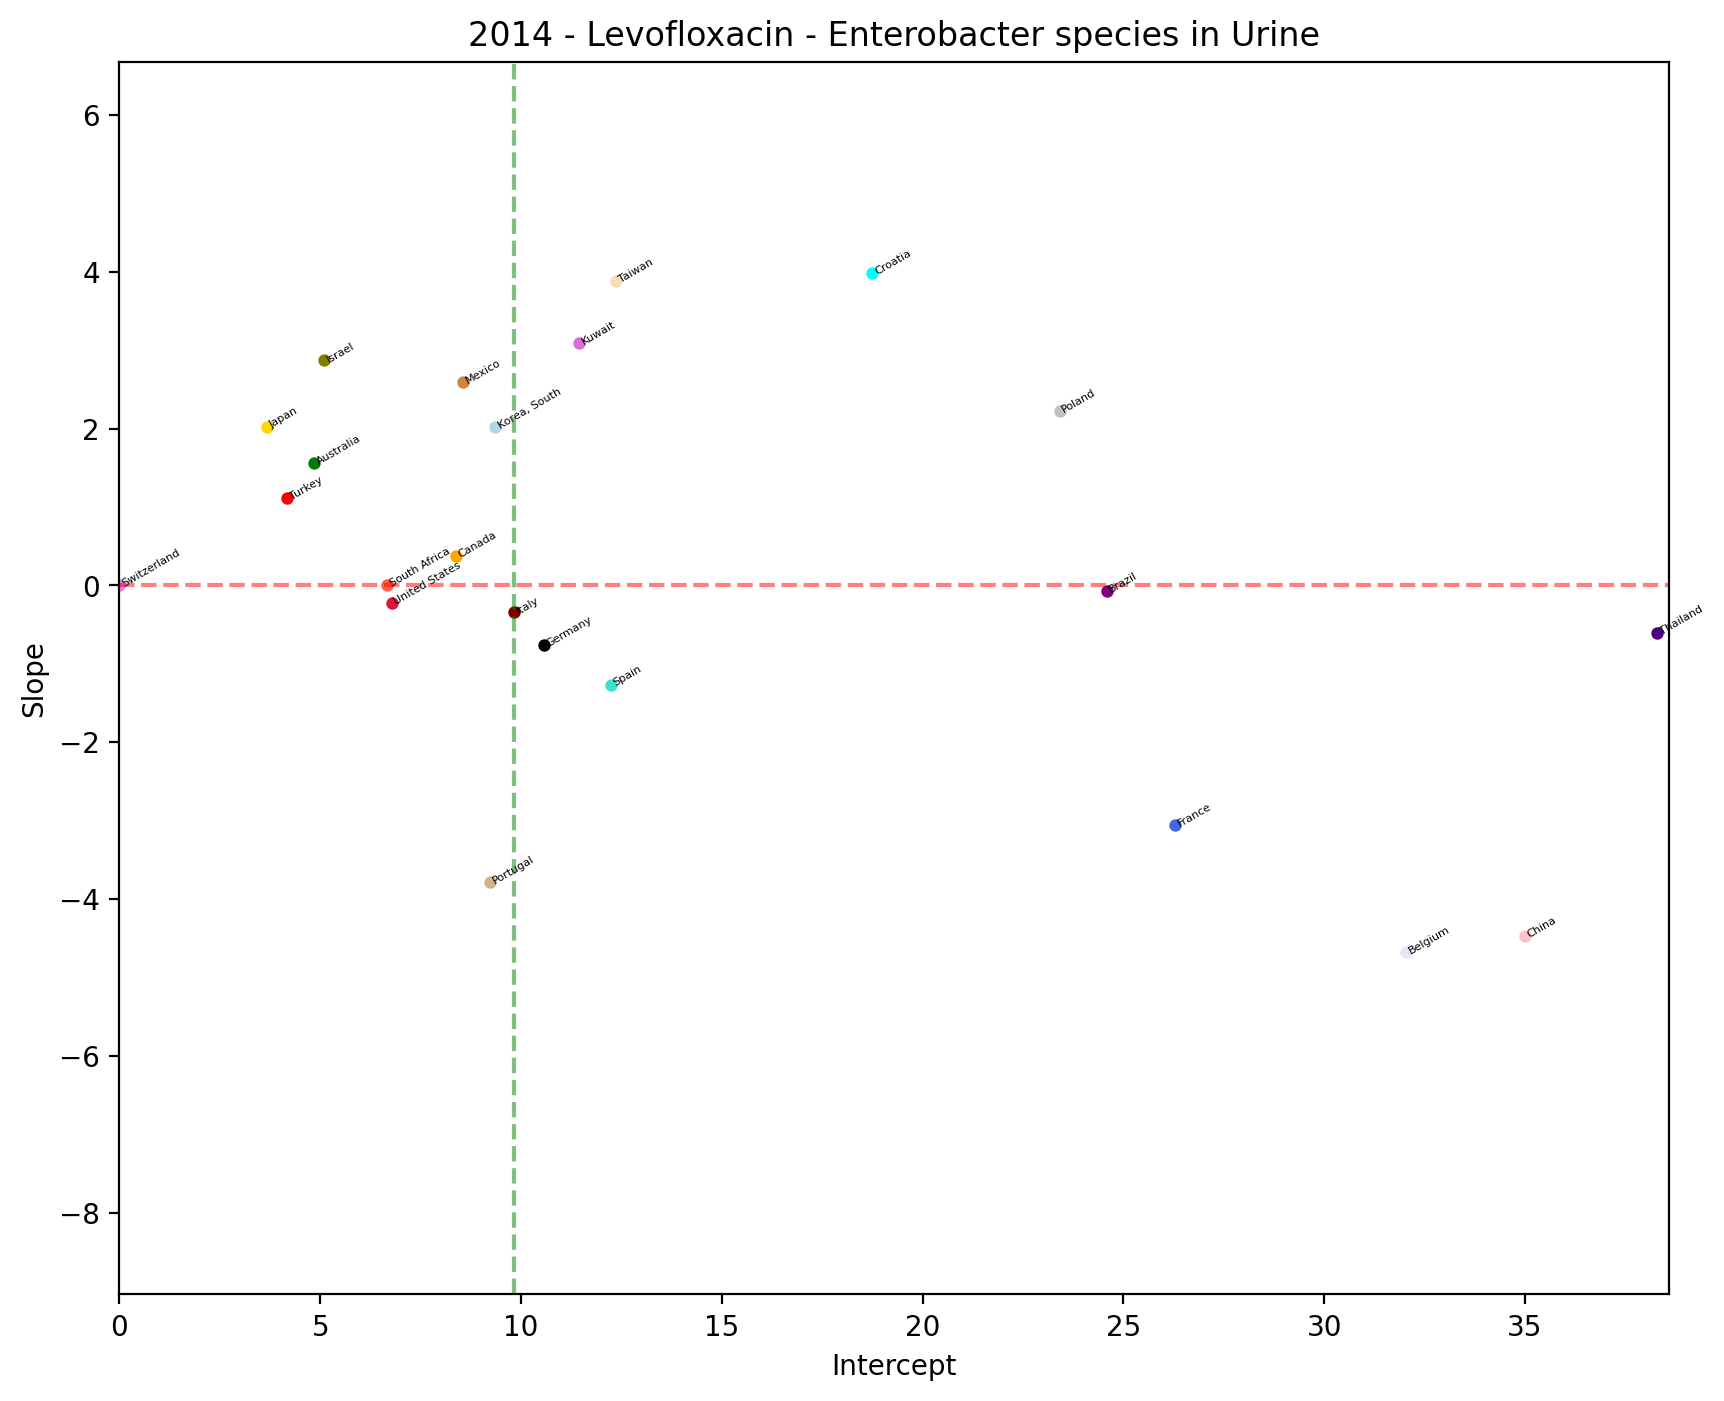 2014 - Levofloxacin - Enterobacter species in Urine
6
4
2
0
−2
−4
−6
−8
Slope
Croatia
Taiwan
Kuwait
Israel
Mexico
Poland
Korea, South
Japan
Australia
Turkey
Canada
Switzerland
South Africa
United States
Brazil
Italy
Thailand
Germany
Spain
France
Portugal
China
Belgium
0
5
10
15
20
25
30
35
Intercept